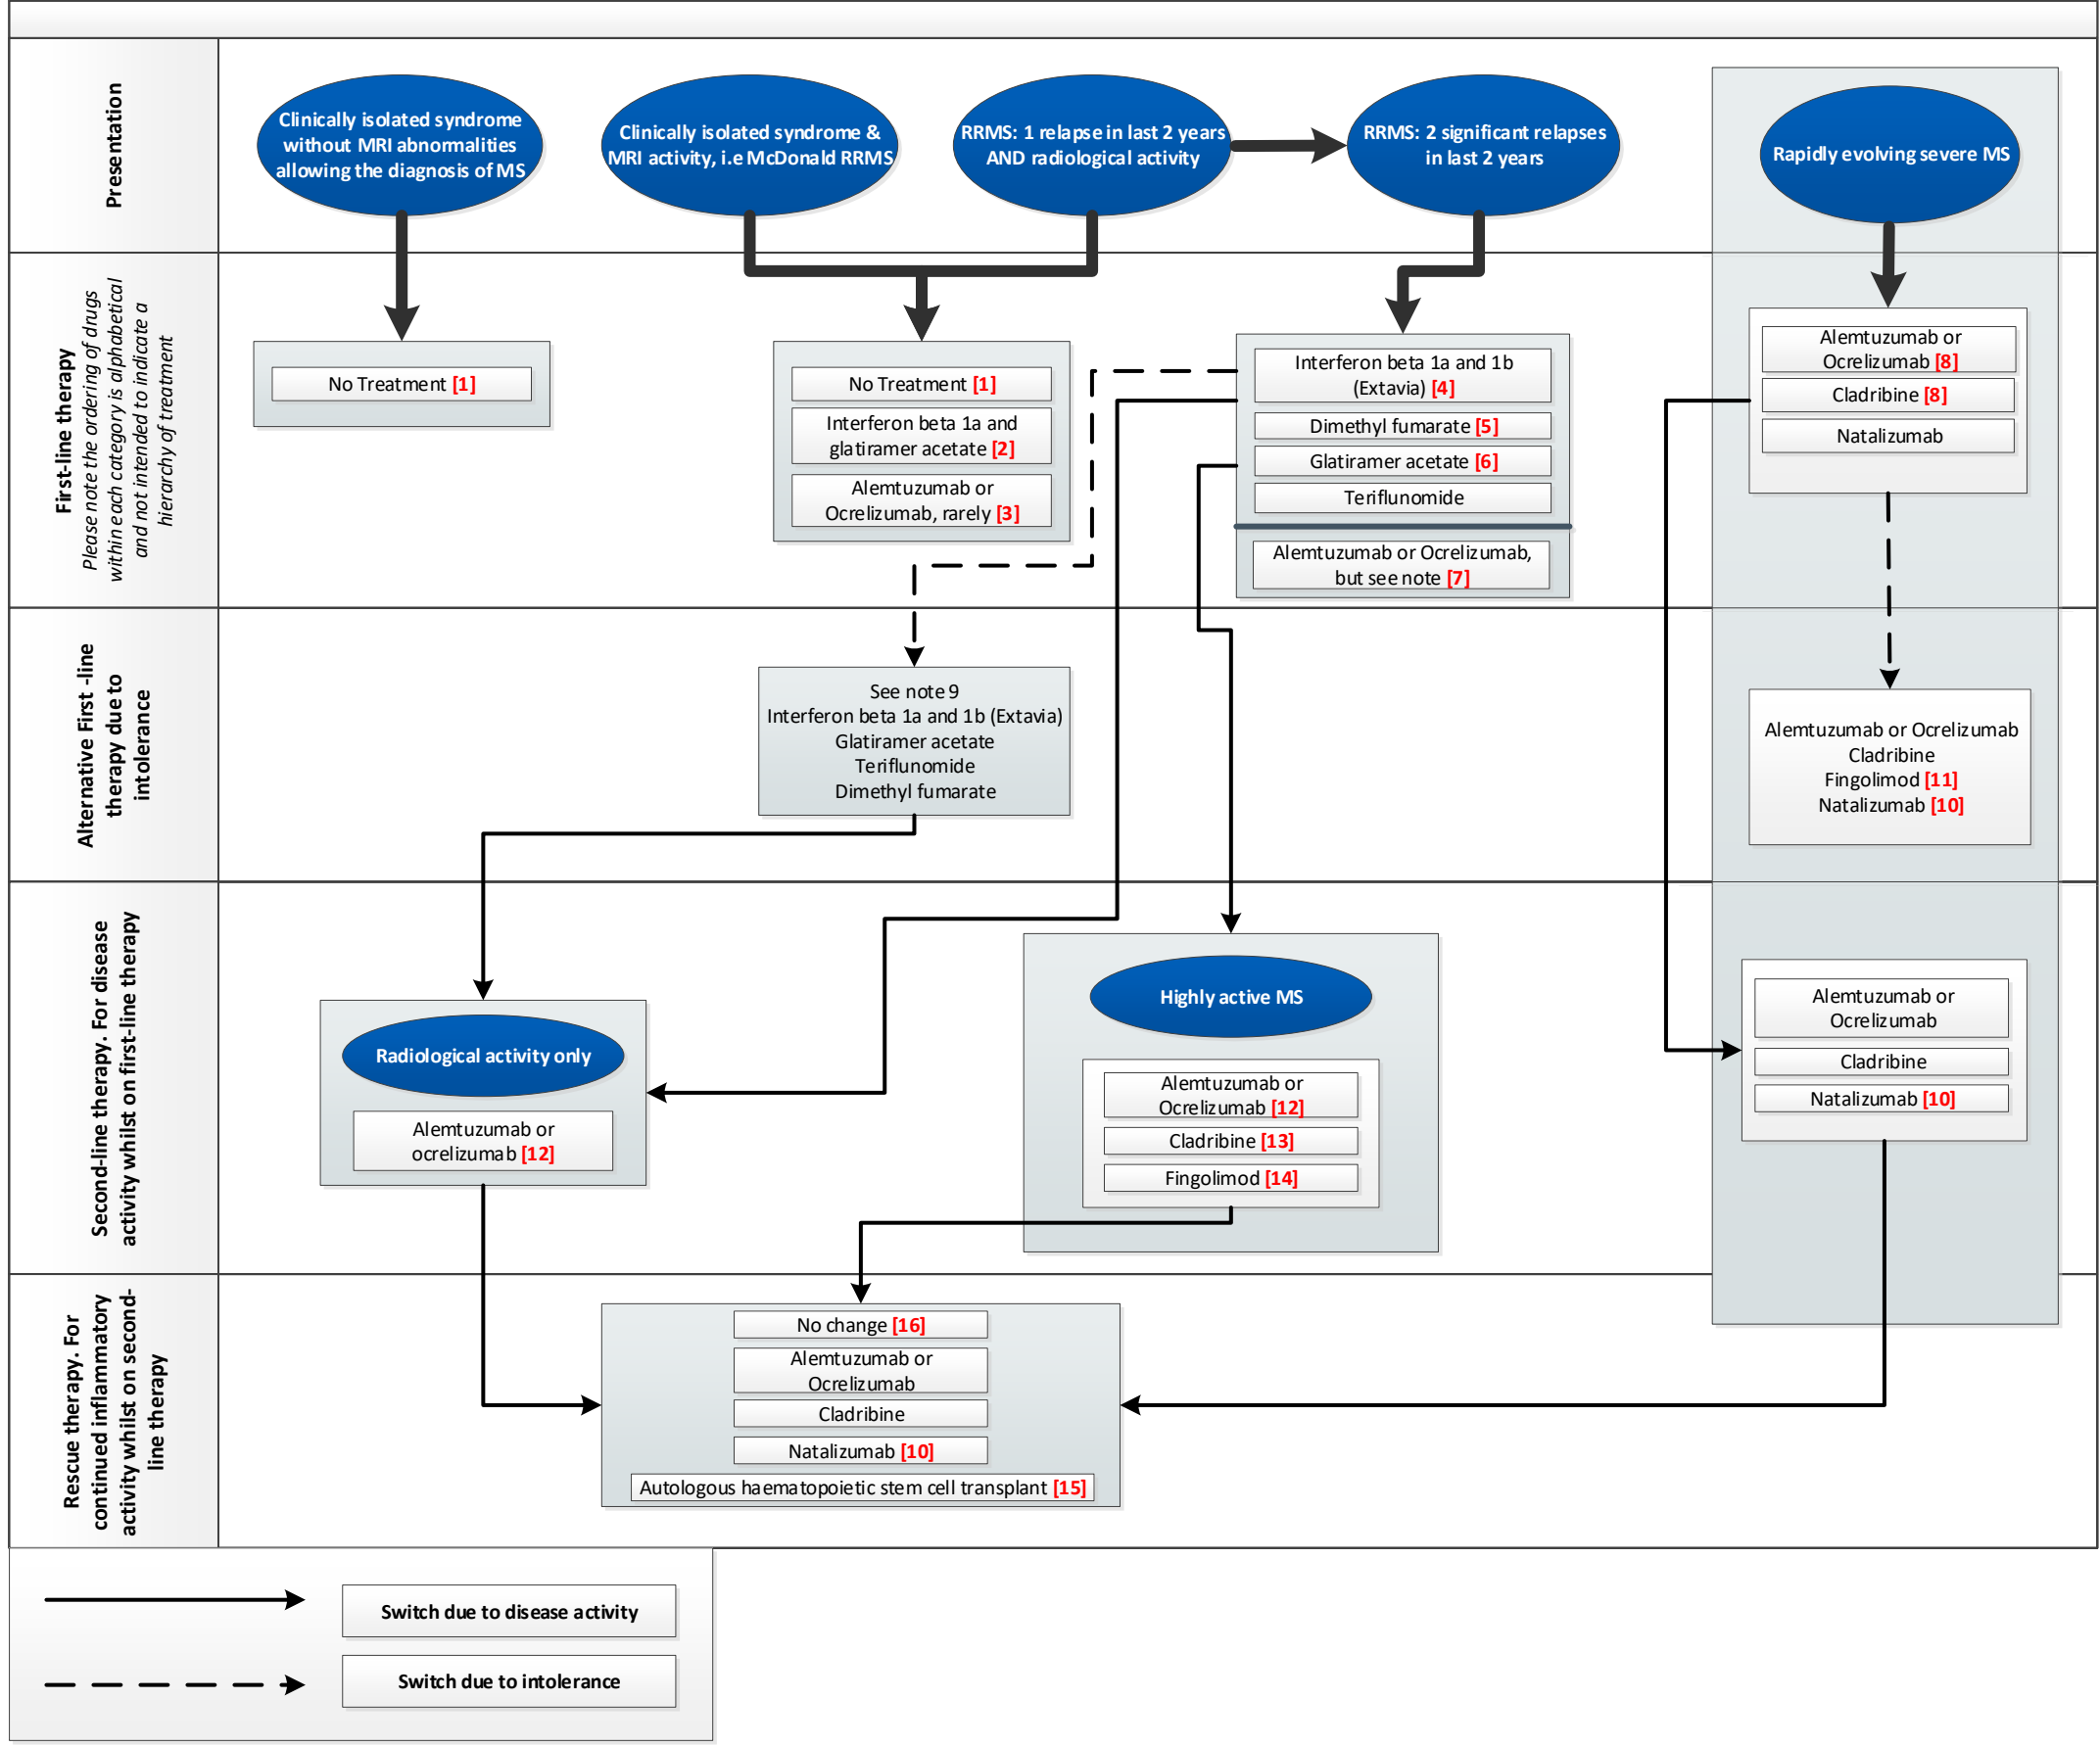 Presentation
Clinically isolated syndrome
without MRI abnormalities
allowing the diagnosis of MS
Clinically isolated syndrome &
MRI activity, i.e McDonald RRMS
RRMS: 1 relapse in last 2 years
AND radiological activity
RRMS: 2 significant relapses
in last 2 years
Rapidly evolving severe MS
First-line therapy
Please note the ordering of drugs
within each category is alphabetical
and not intended to indicate a
hierarchy of treatment
No Treatment [1]
No Treatment [1]
Interferon beta 1a and
glatiramer acetate [2]
Alemtuzumab or
Ocrelizumab, rarely [3]
Interferon beta 1a and 1b
(Extavia) [4]
Dimethyl fumarate [5]
Glatiramer acetate [6]
Teriflunomide
Alemtuzumab or Ocrelizumab,
but see note [7]
Alemtuzumab or
Ocrelizumab [8]
Cladribine [8]
Natalizumab
Alternative First -line
therapy due to
intolerance
See note 9
Interferon beta 1a and 1b (Extavia)
Glatiramer acetate
Teriflunomide
Dimethyl fumarate
Alemtuzumab or Ocrelizumab
Cladribine
Fingolimod [11]
Natalizumab [10]
Second-line therapy. For disease
activity whilst on first-line therapy
Radiological activity only
Alemtuzumab or
ocrelizumab [12]
Highly active MS
Alemtuzumab or
Ocrelizumab [12]
Cladribine [13]
Fingolimod [14]
Alemtuzumab or
Ocrelizumab
Cladribine
Natalizumab [10]
Rescue therapy. For
continued inflammatory
activity whilst on second-
line therapy
No change [16]
Alemtuzumab or
Ocrelizumab
Cladribine
Natalizumab [10]
Autologous haematopoietic stem cell transplant [15]
Switch due to disease activity
Switch due to intolerance